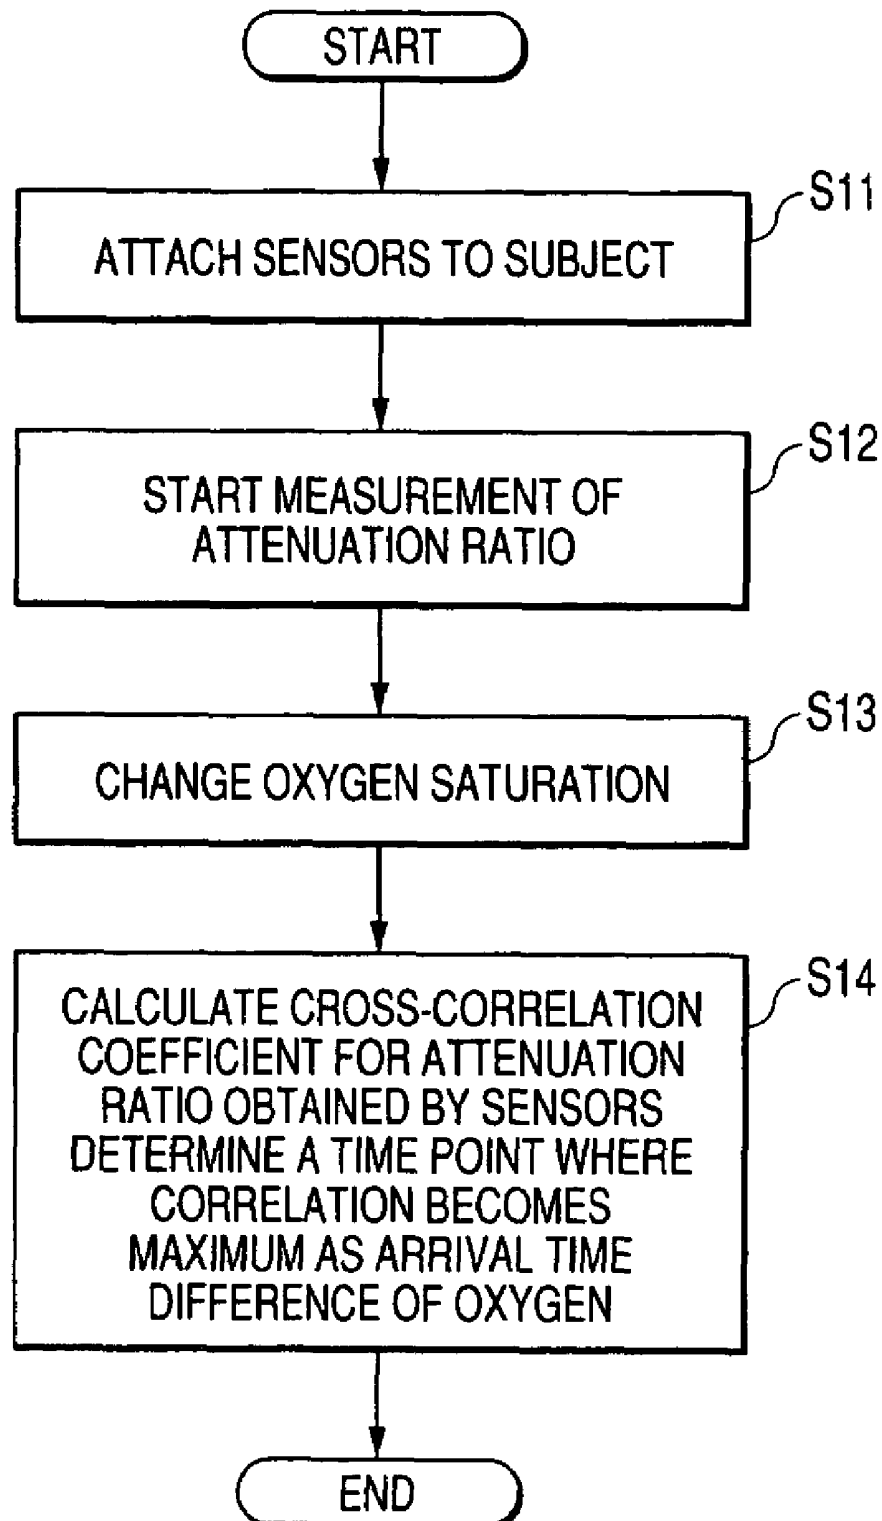 START
S11
ATTACH SENSORS TO SUBJECT
S12
START MEASUREMENT OF
ATTENUATION RATIO
S13
CHANGE OXYGEN SATURATION
S14
CALCULATE CROSS-CORRELATION
COEFFICIENT FOR ATTENUATION
RATIO OBTAINED BY SENSORS
DETERMINE A TIME POINT WHERE
CORRELATION BECOMES
MAXIMUM AS ARRIVAL TIME
DIFFERENCE OF OXYGEN
END